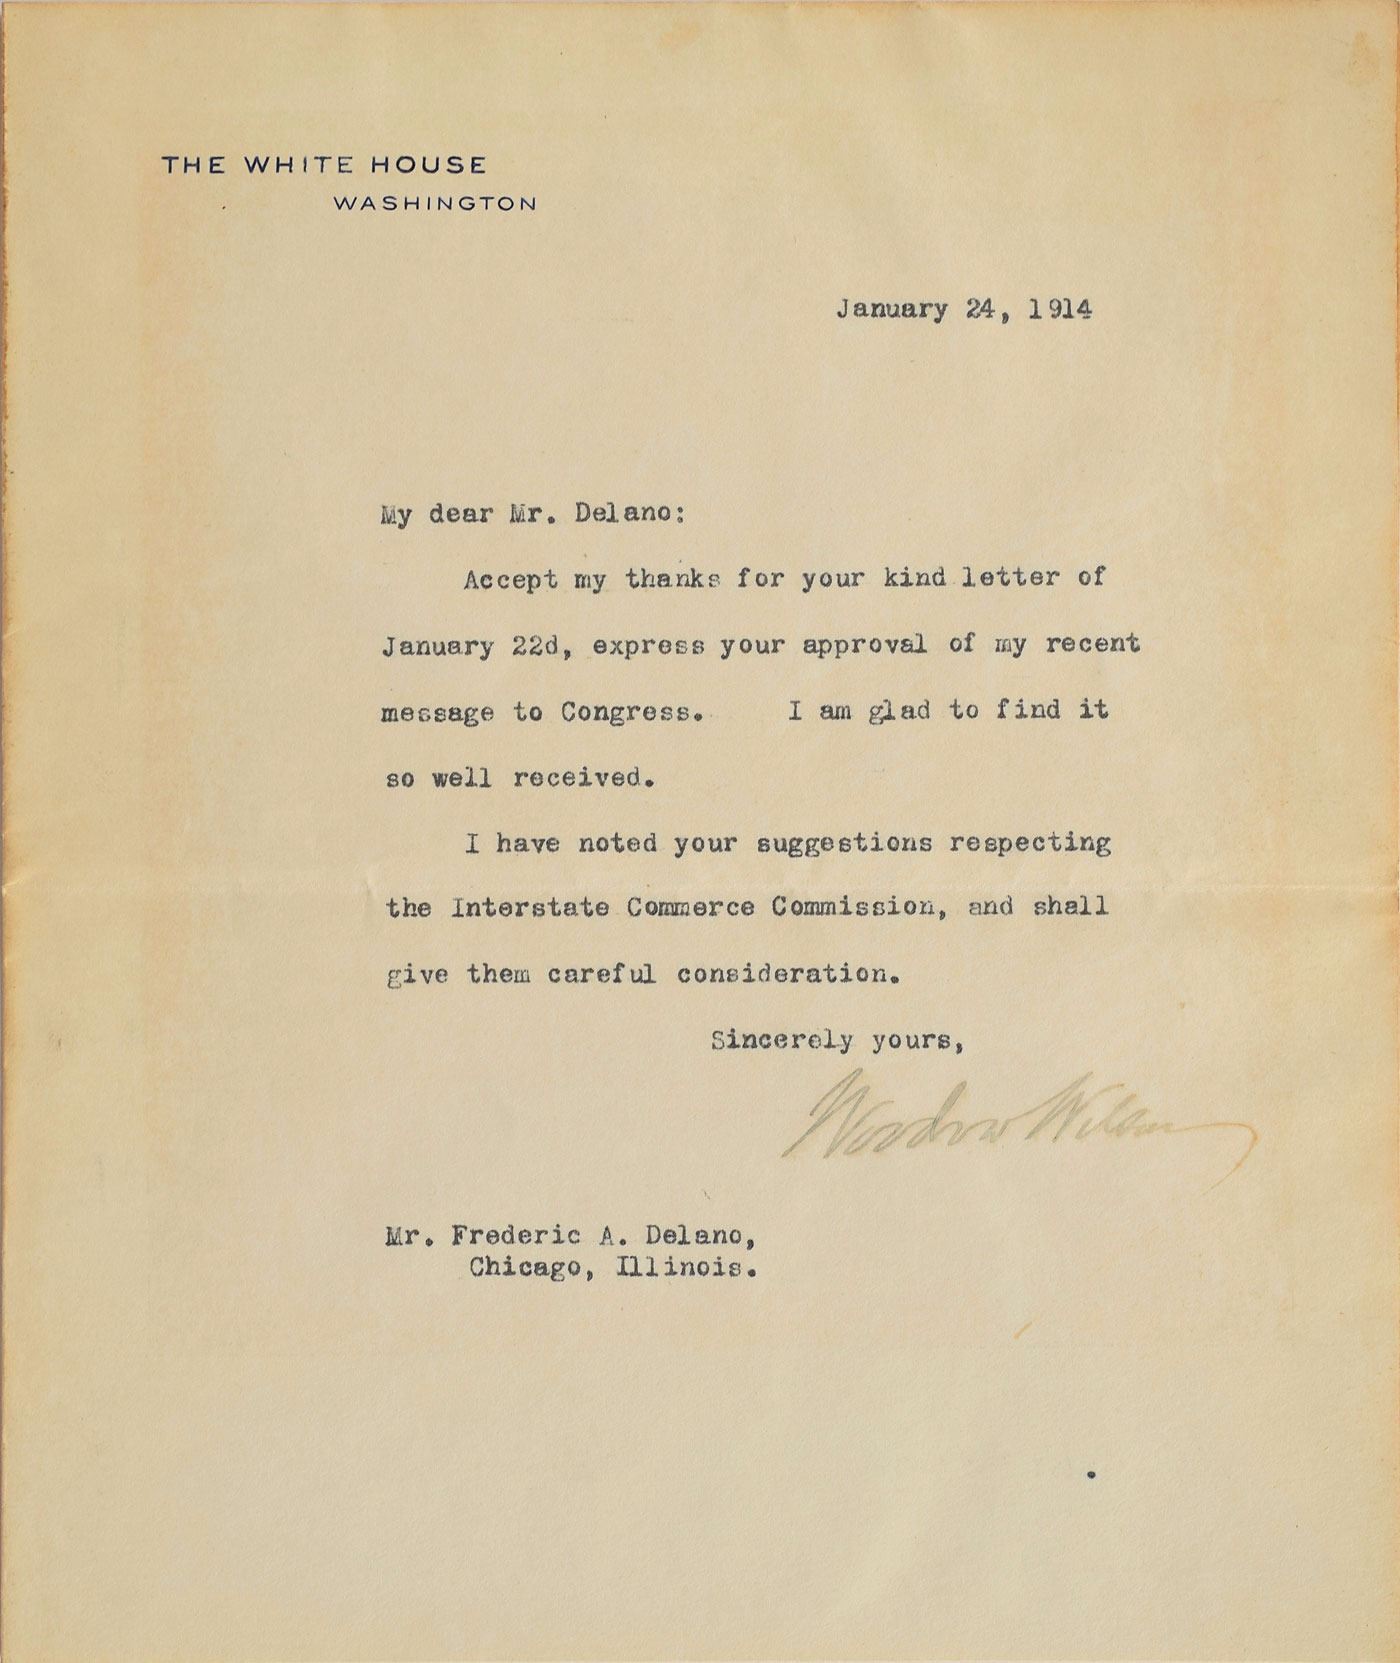 THE WHITE HOUSE
WASHINGTON
January 24, 1914
My dear Mr. Delano:
Accept my thanks for your kind letter of
January 22d, express your approval of my recent
message to Congress. I am glad to find it
so well received.
I have noted your suggestions respecting
the Interstate Commerce Commission, and shall
give them careful consideration.
Sincerely yours,
Woodrow Wilson
Mr. Frederic A. Delano,
Chicago, Illinois.